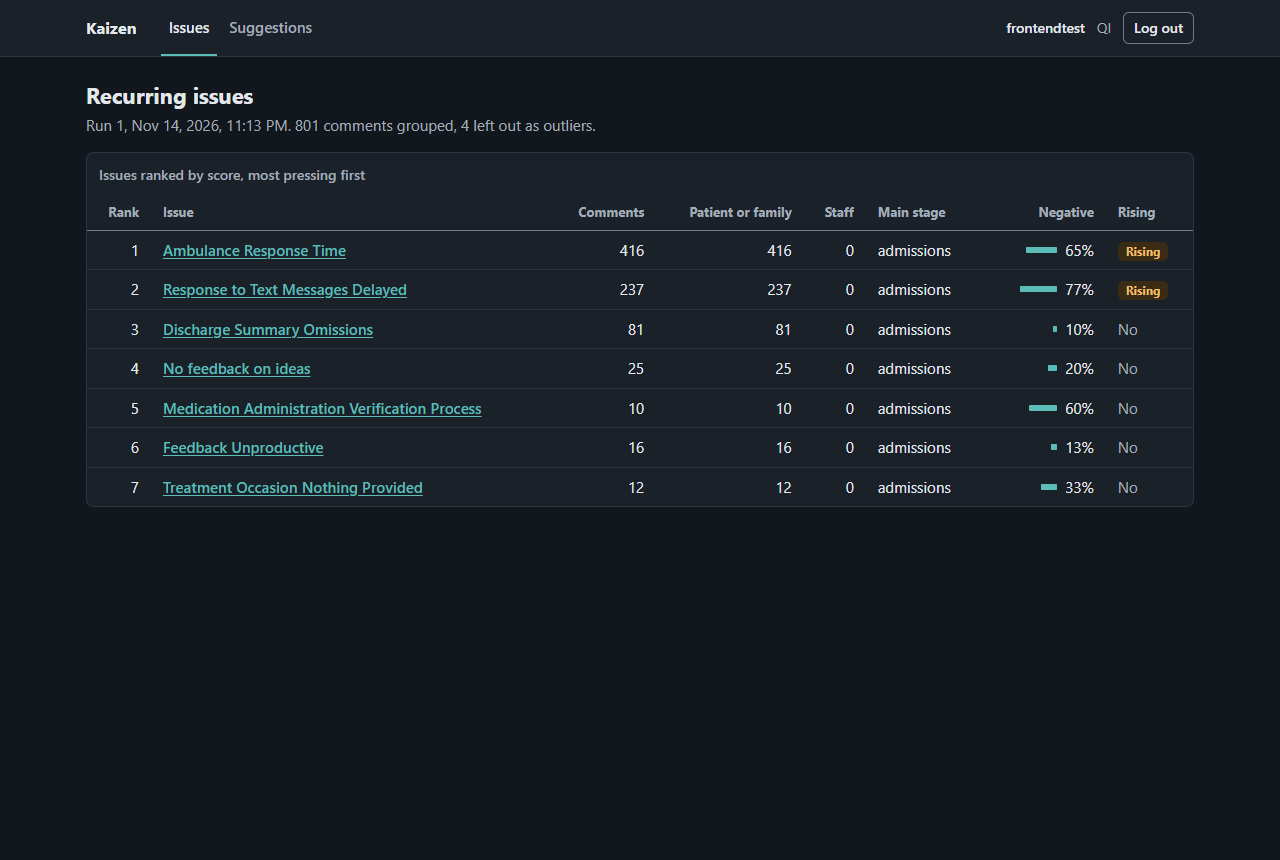 Kaizen Issues Suggestions frontendtest QI Log out
Recurring issues
Run 1, Nov 14, 2026, 11:13 PM. 801 comments grouped, 4 left out as outliers.
Issues ranked by score, most pressing first
Rank Issue Comments Patient or family Staff Main stage Negative Rising
1 Ambulance Response Time 416 416 0 admissions 65% Rising
2 Response to Text Messages Delayed 237 237 0 admissions 77% Rising
3 Discharge Summary Omissions 81 81 0 admissions 10% No
4 No feedback on ideas 25 25 0 admissions 20% No
5 Medication Administration Verification Process 10 10 0 admissions 60% No
6 Feedback Unproductive 16 16 0 admissions 13% No
7 Treatment Occasion Nothing Provided 12 12 0 admissions 33% No